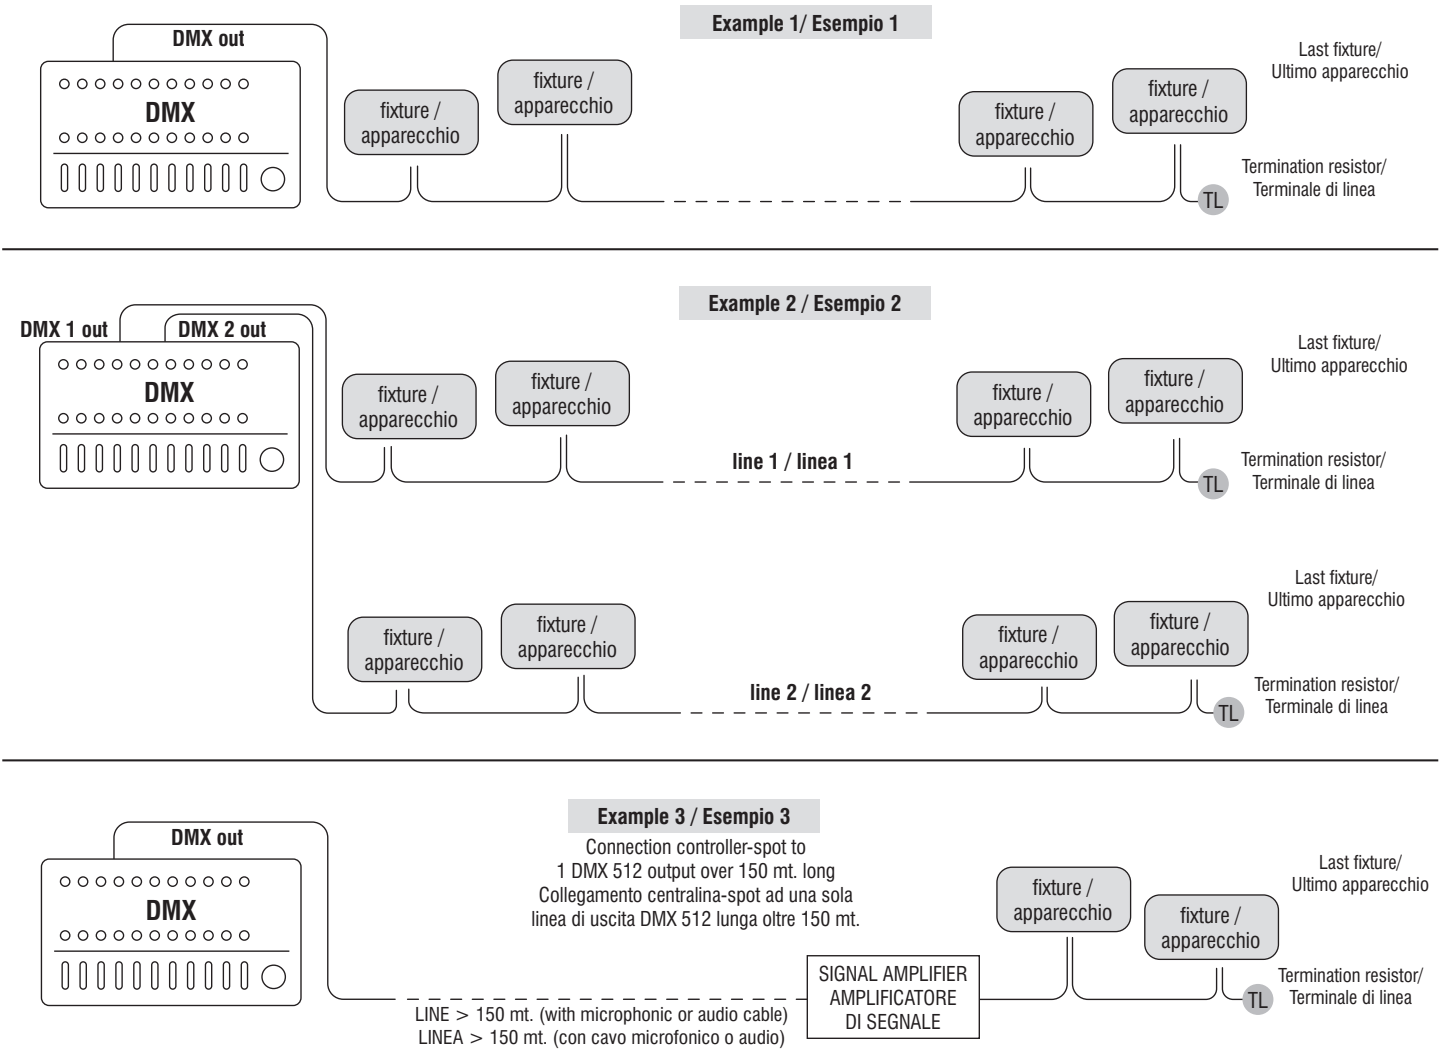 Example 1/ Esempio 1
DMX out
DMX
fixture /
apparecchio
fixture /
apparecchio
fixture /
apparecchio
fixture /
apparecchio
Last fixture/
Ultimo apparecchio
Termination resistor/
Terminale di linea
TL
Example 2 / Esempio 2
DMX 1 out
DMX 2 out
DMX
fixture /
apparecchio
fixture /
apparecchio
line 1 / linea 1
fixture /
apparecchio
fixture /
apparecchio
Last fixture/
Ultimo apparecchio
Termination resistor/
Terminale di linea
TL
fixture /
apparecchio
fixture /
apparecchio
line 2 / linea 2
fixture /
apparecchio
fixture /
apparecchio
Last fixture/
Ultimo apparecchio
Termination resistor/
Terminale di linea
TL
Example 3 / Esempio 3
Connection controller-spot to
1 DMX 512 output over 150 mt. long
Collegamento centralina-spot ad una sola
linea di uscita DMX 512 lunga oltre 150 mt.
DMX out
DMX
LINE > 150 mt. (with microphonic or audio cable)
LINEA > 150 mt. (con cavo microfonico o audio)
SIGNAL AMPLIFIER
AMPLIFICATORE
DI SEGNALE
fixture /
apparecchio
fixture /
apparecchio
Last fixture/
Ultimo apparecchio
Termination resistor/
Terminale di linea
TL